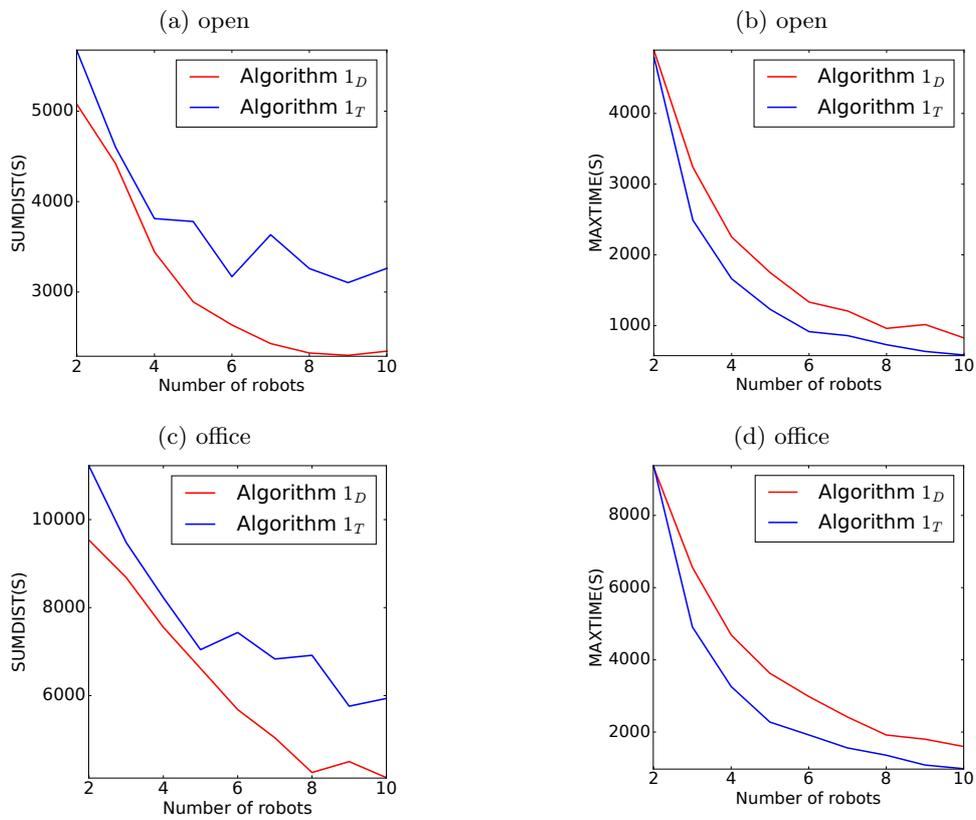 (a) open
Algorithm 1_D
Algorithm 1_T
SUMDIST(S)
5000
4000
3000
2 4 6 8 10
Number of robots
(b) open
Algorithm 1_D
Algorithm 1_T
MAXTIME(S)
4000
3000
2000
1000
2 4 6 8 10
Number of robots
(c) office
Algorithm 1_D
Algorithm 1_T
SUMDIST(S)
10000
8000
6000
2 4 6 8 10
Number of robots
(d) office
Algorithm 1_D
Algorithm 1_T
MAXTIME(S)
8000
6000
4000
2000
2 4 6 8 10
Number of robots